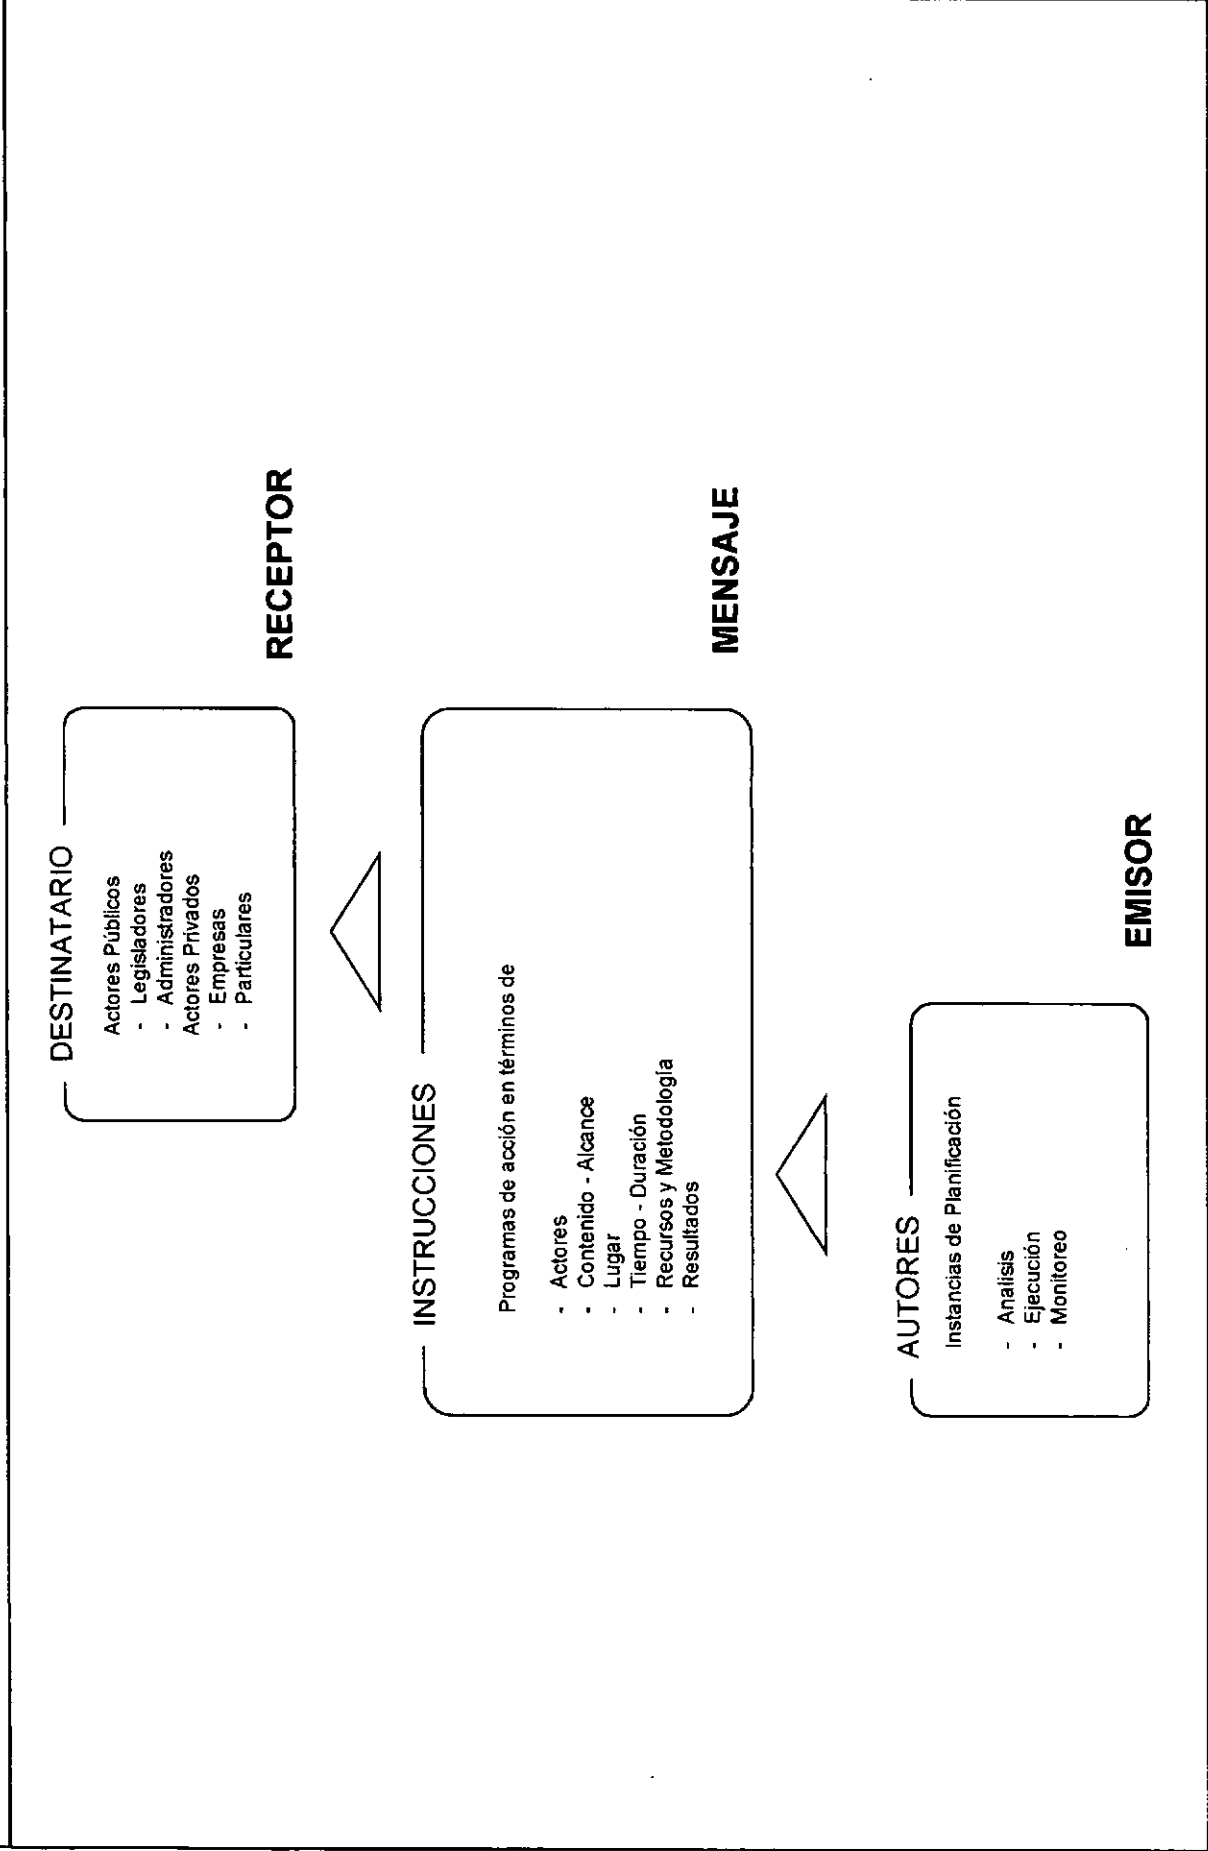 DESTINATARIO
Actores Públicos
- Legisladores
- Administradores
Actores Privados
- Empresas
- Particulares
RECEPTOR
INSTRUCCIONES
Programas de acción en términos de
- Actores
- Contenido - Alcance
- Lugar
- Tiempo - Duración
- Recursos y Metodología
- Resultados
MENSAJE
AUTORES
Instancias de Planificación
- Analisis
- Ejecución
- Monitoreo
EMISOR